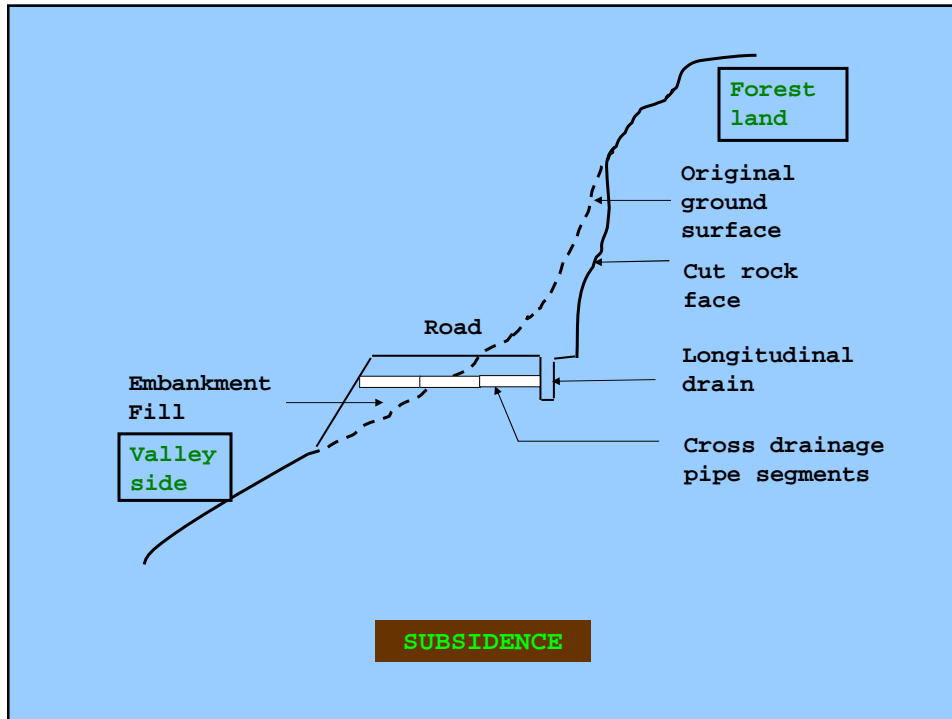 Forest
land
Original
ground
surface
Cut rock
face
Road
Longitudinal
drain
Embankment
Fill
Valley
side
Cross drainage
pipe segments
SUBSIDENCE